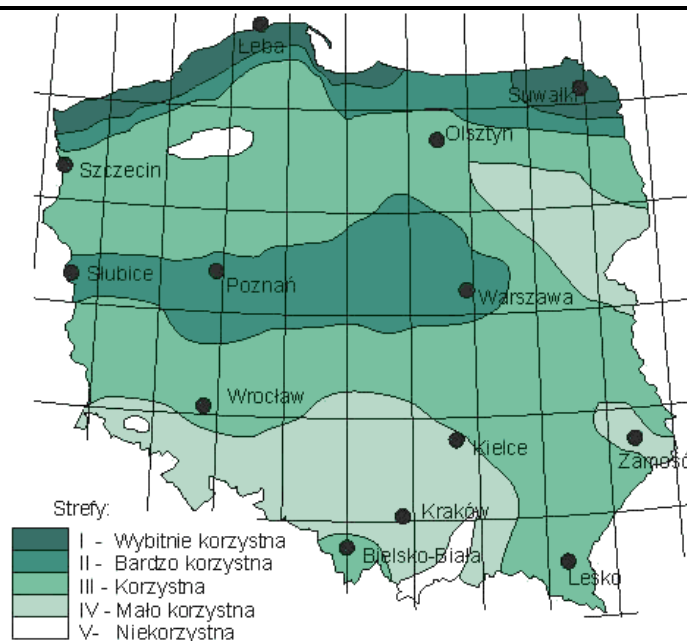 Łeba
Suwałki
Olsztyn
Szczecin
Słubice
Poznań
Warszawa
Wrocław
Kielce
Zamość
Kraków
Bielsko-Biała
Lesko
Strefy:
I - Wybitnie korzystna
II - Bardzo korzystna
III - Korzystna
IV - Mało korzystna
V- Niekorzystna